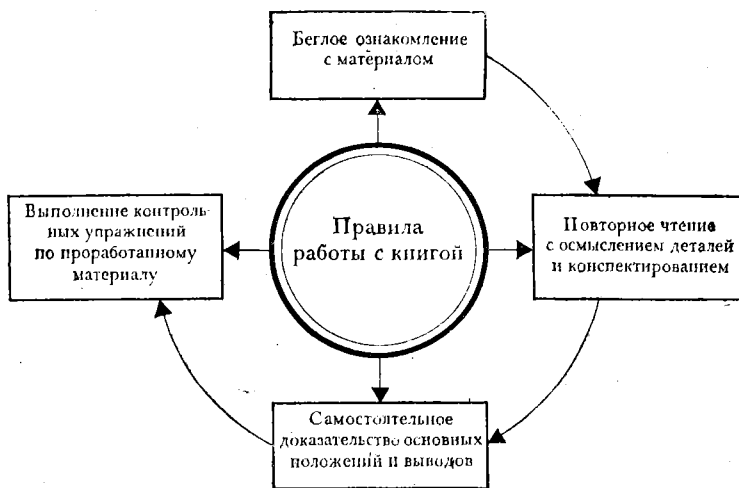 Беглое ознакомление
с материалом
Правила
работы с книгой
Повторное чтение
с осмыслением деталей
и конспектированием
Самостоятельное
доказательство основных
положений и выводов
Выполнение контроль-
ных упражнений
по проработанному
материалу